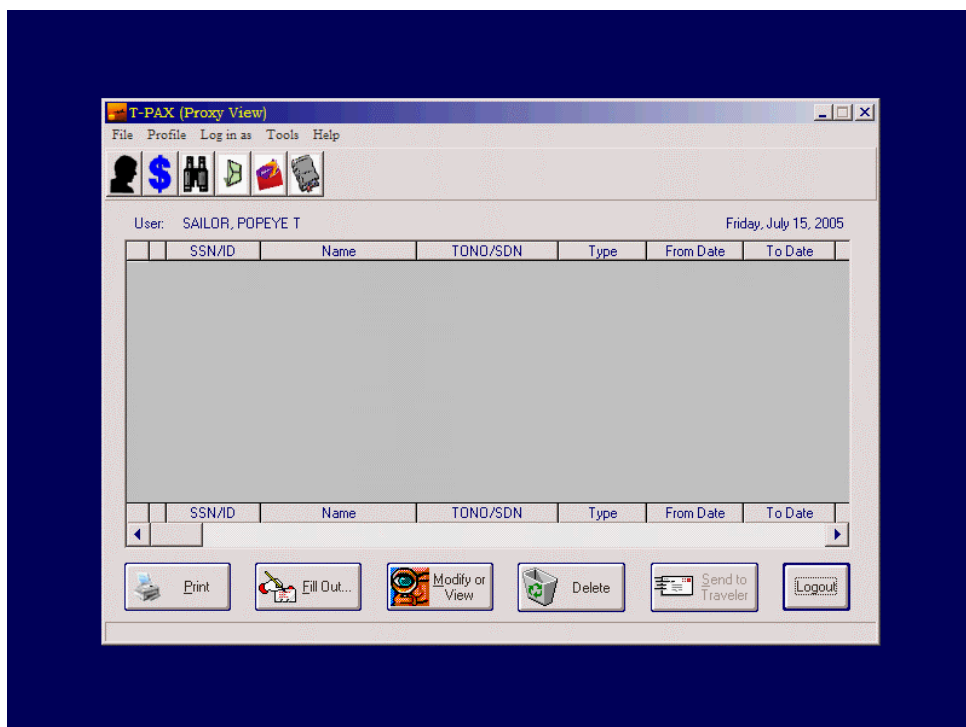 T-PAX (Proxy View)
File Profile Log in as Tools Help
User: SAILOR, POPEYE T Friday, July 15, 2005
SSN/ID Name TONO/SDN Type From Date To Date
SSN/ID Name TONO/SDN Type From Date To Date
Print Fill Out... Modify or View Delete Send to Traveler Logout